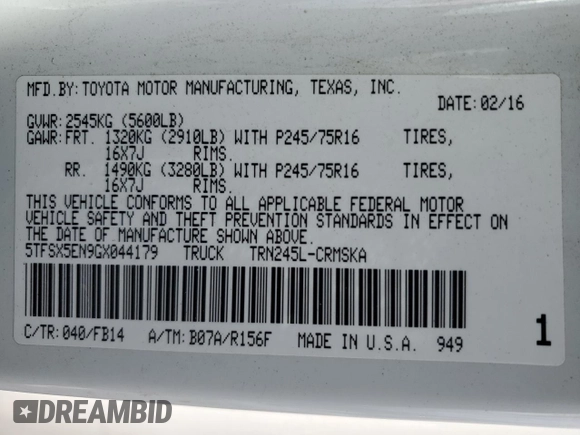 MFD.BY:TOYOTA MOTOR MANUFACTURING, TEXAS, INC.
DATE:02/16
GVWR:2545KG (5600LB)
GAWR:FRT. 1320KG (2910LB) WITH P245/75R16 TIRES,
16X7J RIMS.
RR. 1490KG (3280LB) WITH P245/75R16 TIRES,
16X7J RIMS.
THIS VEHICLE CONFORMS TO ALL APPLICABLE FEDERAL MOTOR
VEHICLE SAFETY AND THEFT PREVENTION STANDARDS IN EFFECT ON
THE DATE OF MANUFACTURE SHOWN ABOVE.
5TFSX5EN9GX044179 TRUCK TRN245L-CRMSKA
C/TR:040/FB14 A/TM:B07A/R156F MADE IN U.S.A. 949
1
DREAMBID